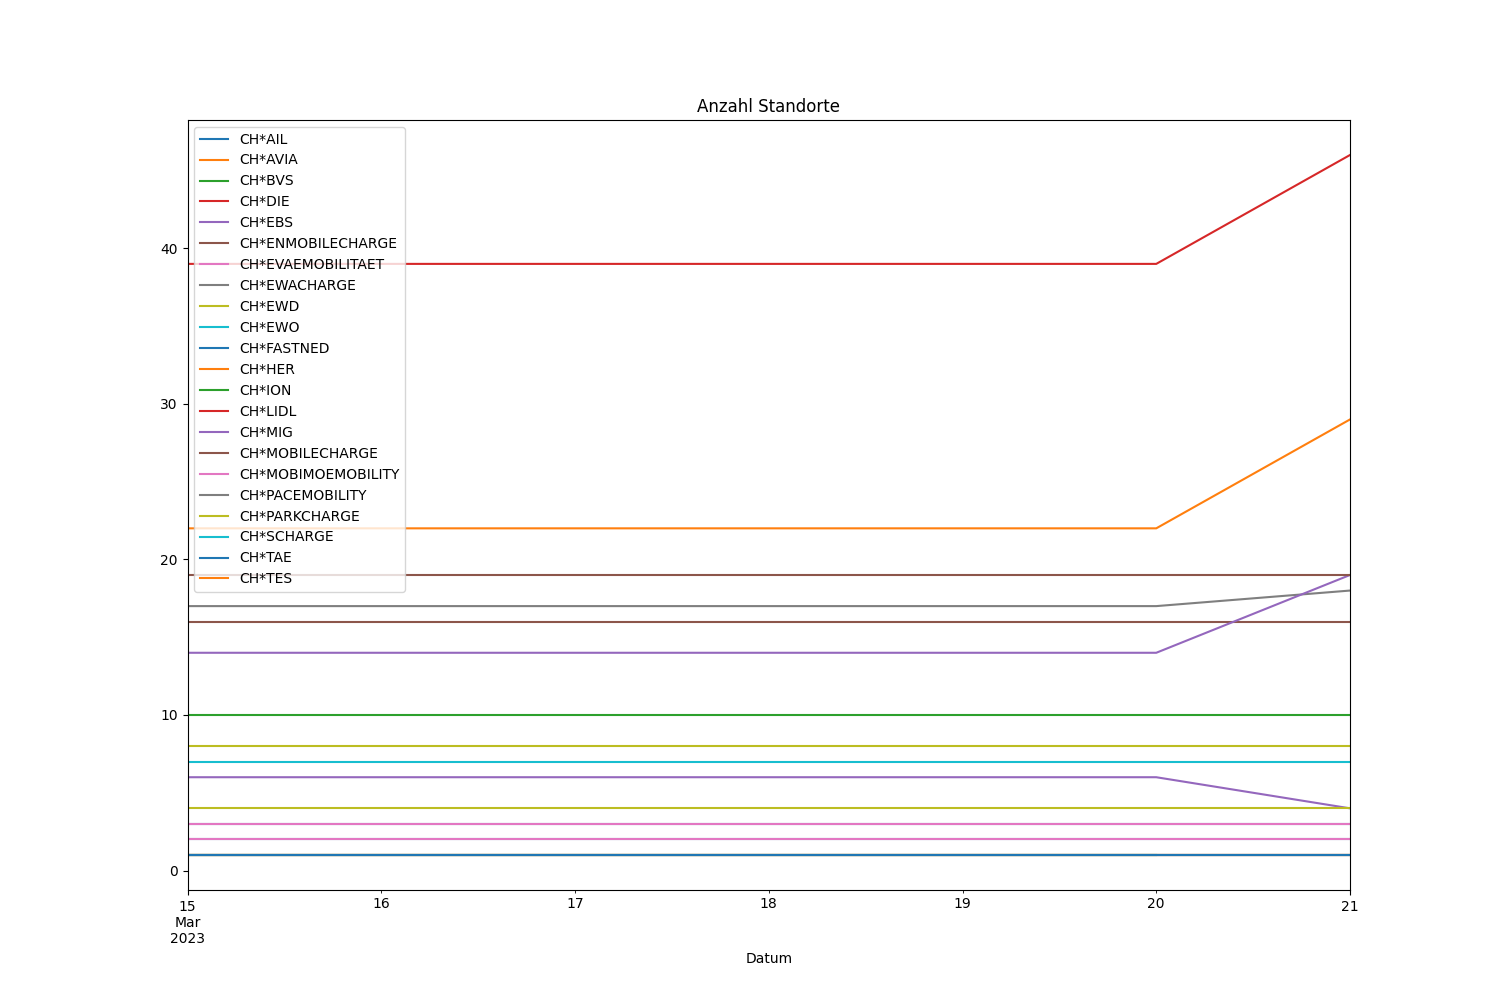 Anzahl Standorte
CH*AIL
CH*AVIA
CH*BVS
CH*DIE
CH*EBS
CH*ENMOBILECHARGE
CH*EVAEMOBILITAET
CH*EWACHARGE
CH*EWD
CH*EWO
CH*FASTNED
CH*HER
CH*ION
CH*LIDL
CH*MIG
CH*MOBILECHARGE
CH*MOBIMOEMOBILITY
CH*PACEMOBILITY
CH*PARKCHARGE
CH*SCHARGE
CH*TAE
CH*TES
40
30
20
10
0
15 16 17 18 19 20 21
Mar
2023
Datum